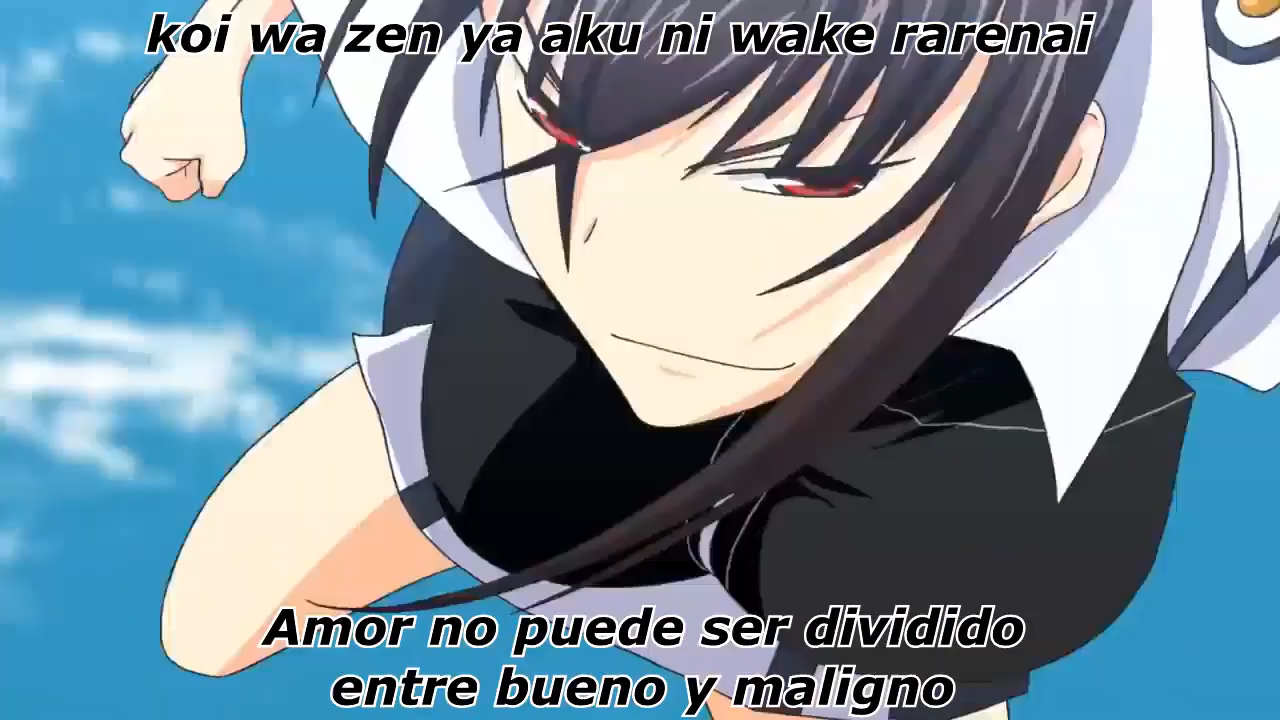 koi wa zen ya aku ni wake rarenai
Amor no puede ser dividido
entre bueno y maligno